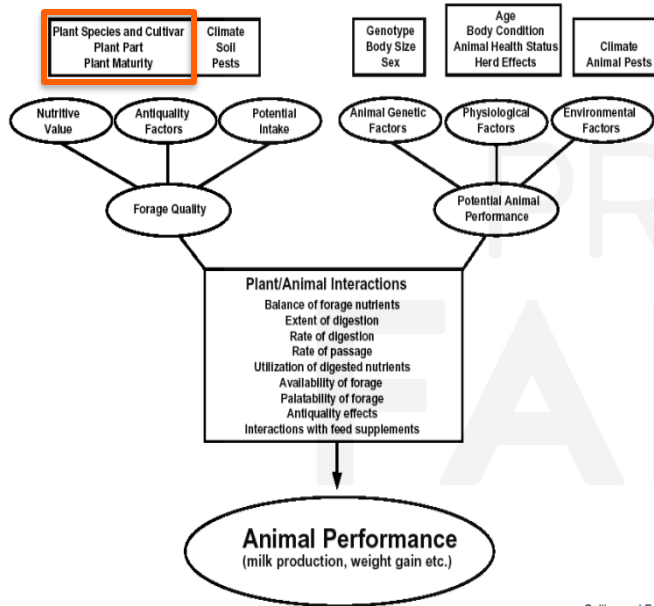 Plant Species and Cultivar
Plant Part
Plant Maturity
Climate
Soil
Pests
Genotype
Body Size
Sex
Age
Body Condition
Animal Health Status
Herd Effects
Climate
Animal Pests
Nutritive
Value
Antiquality
Factors
Potential
Intake
Animal Genetic
Factors
Physiological
Factors
Environmental
Factors
Forage Quality
Potential Animal
Performance
Plant/Animal Interactions
Balance of forage nutrients
Extent of digestion
Rate of digestion
Rate of passage
Utilization of digested nutrients
Availability of forage
Palatability of forage
Antiquality effects
Interactions with feed supplements
Animal Performance
(milk production, weight gain etc.)